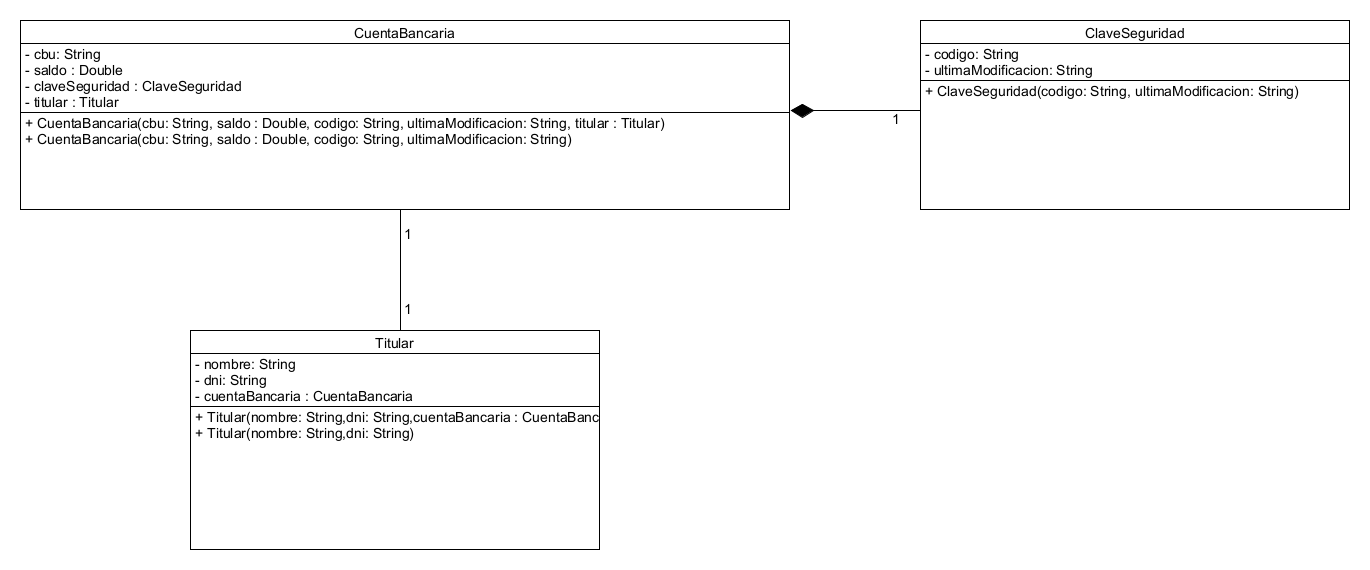 CuentaBancaria
- cbu: String
- saldo : Double
- claveSeguridad : ClaveSeguridad
- titular : Titular
+ CuentaBancaria(cbu: String, saldo : Double, codigo: String, ultimaModificacion: String, titular : Titular)
+ CuentaBancaria(cbu: String, saldo : Double, codigo: String, ultimaModificacion: String)
ClaveSeguridad
- codigo: String
- ultimaModificacion: String
+ ClaveSeguridad(codigo: String, ultimaModificacion: String)
1
1
1
Titular
- nombre: String
- dni: String
- cuentaBancaria : CuentaBancaria
+ Titular(nombre: String,dni: String,cuentaBancaria : CuentaBanc
+ Titular(nombre: String,dni: String)